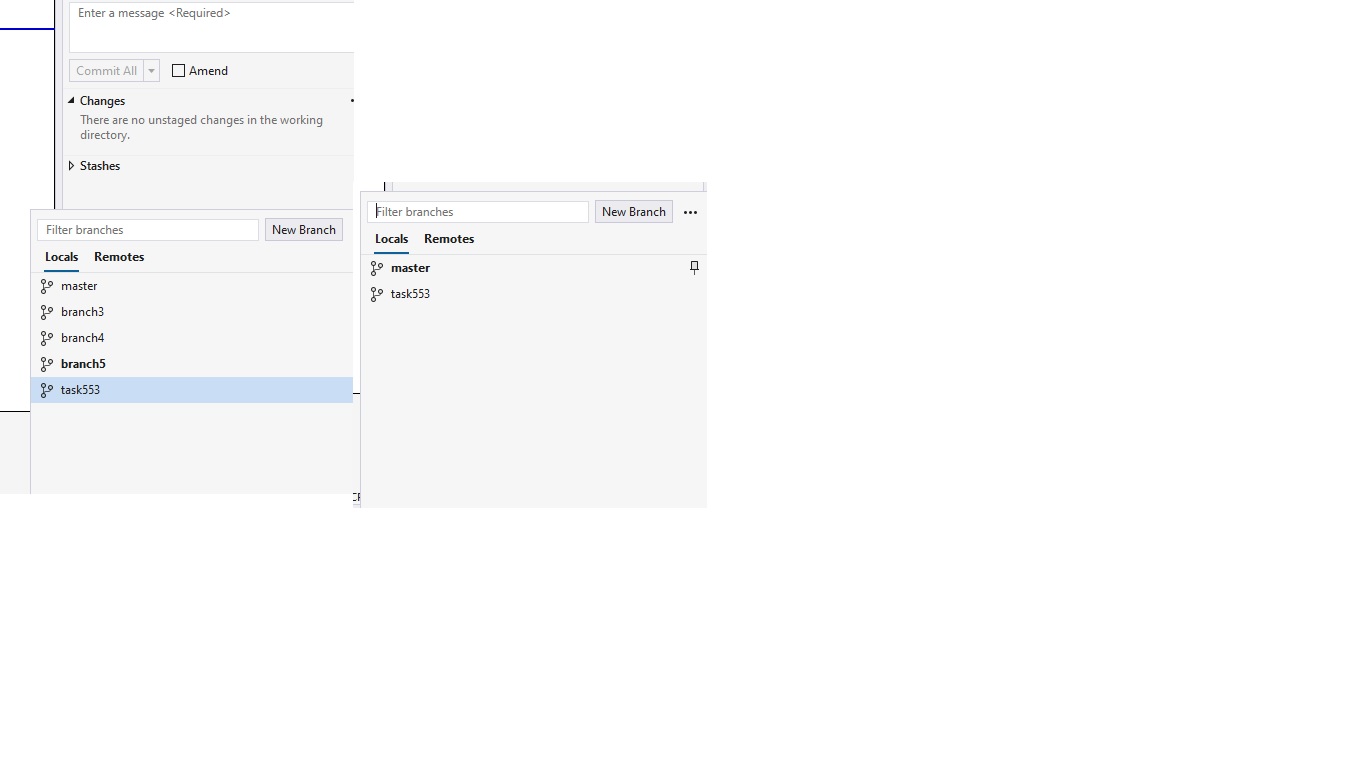 Enter a message <Required>
Commit All
Amend
Changes
There are no unstaged changes in the working
directory.
Stashes
Filter branches
New Branch
Locals Remotes
master
branch3
branch4
branch5
task553
Filter branches
New Branch
Locals Remotes
master
task553